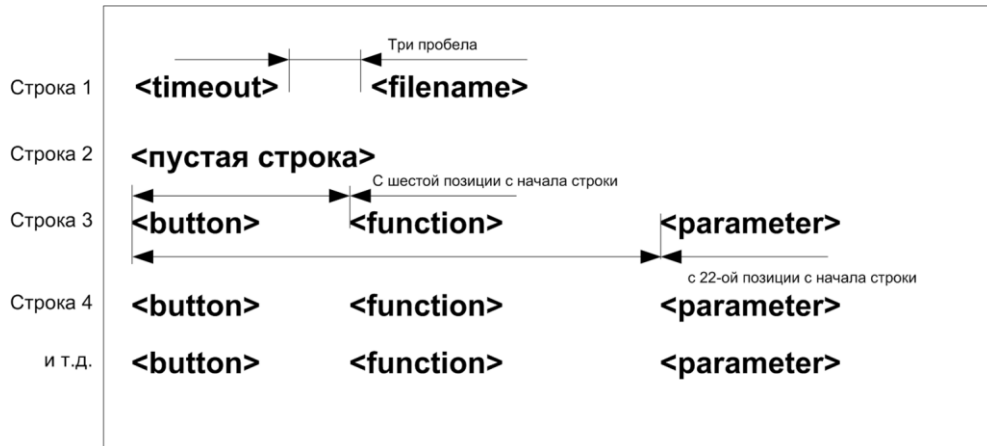 Три пробела
Строка 1 <timeout> <filename>
Строка 2 <пустая строка>
С шестой позиции с начала строки
Строка 3 <button> <function> <parameter>
с 22-ой позиции с начала строки
Строка 4 <button> <function> <parameter>
и т.д. <button> <function> <parameter>